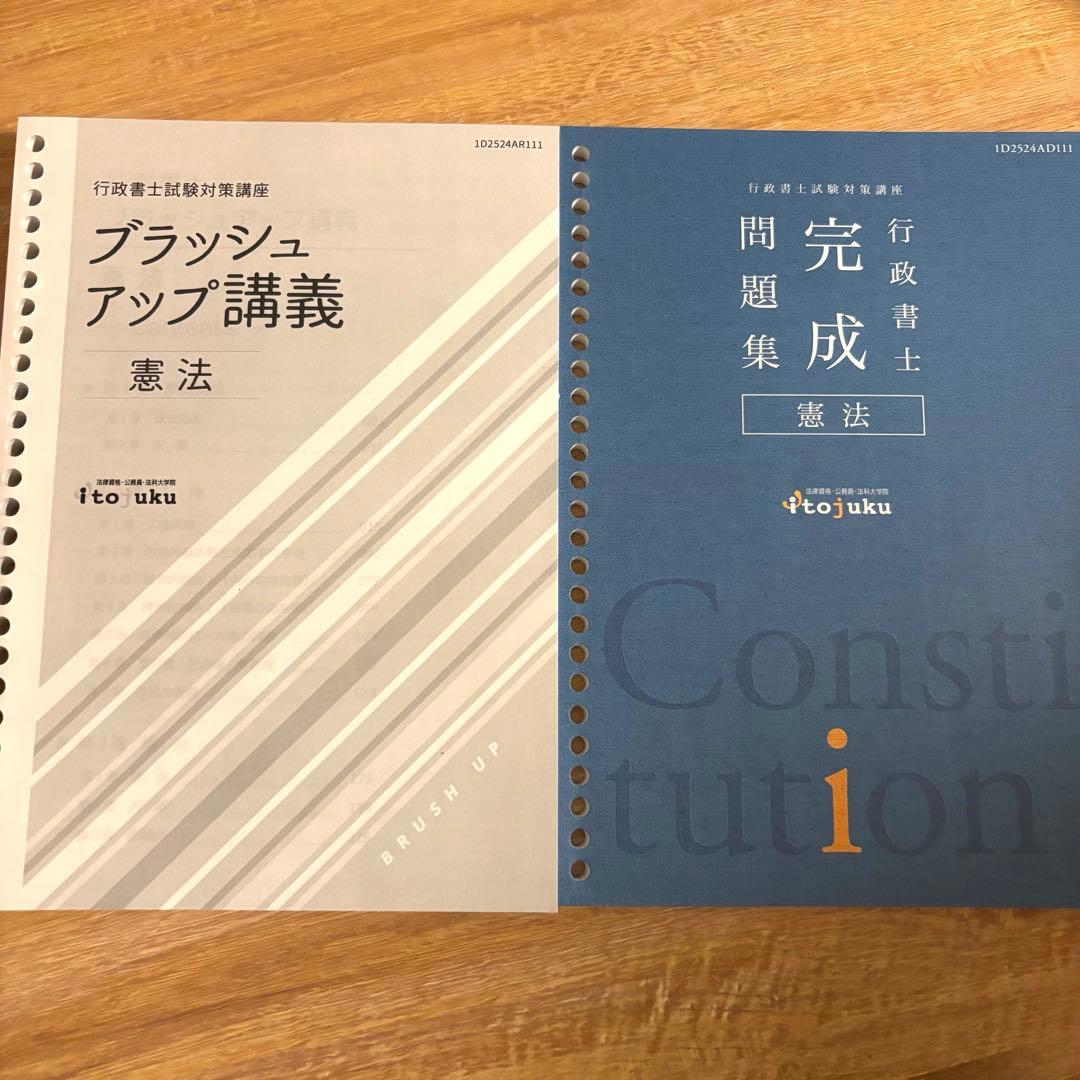 1D2524AR111
行政書士試験対策講座
ブラッシュ
アップ講義
憲法
法律資格・公務員・法科大学院
itojuku
BRUSH UP
1D2524AD111
行政書士試験対策講座
行政書士
完成
問題集
憲法
法律資格・公務員・法科大学院
itojuku
Consti
tution